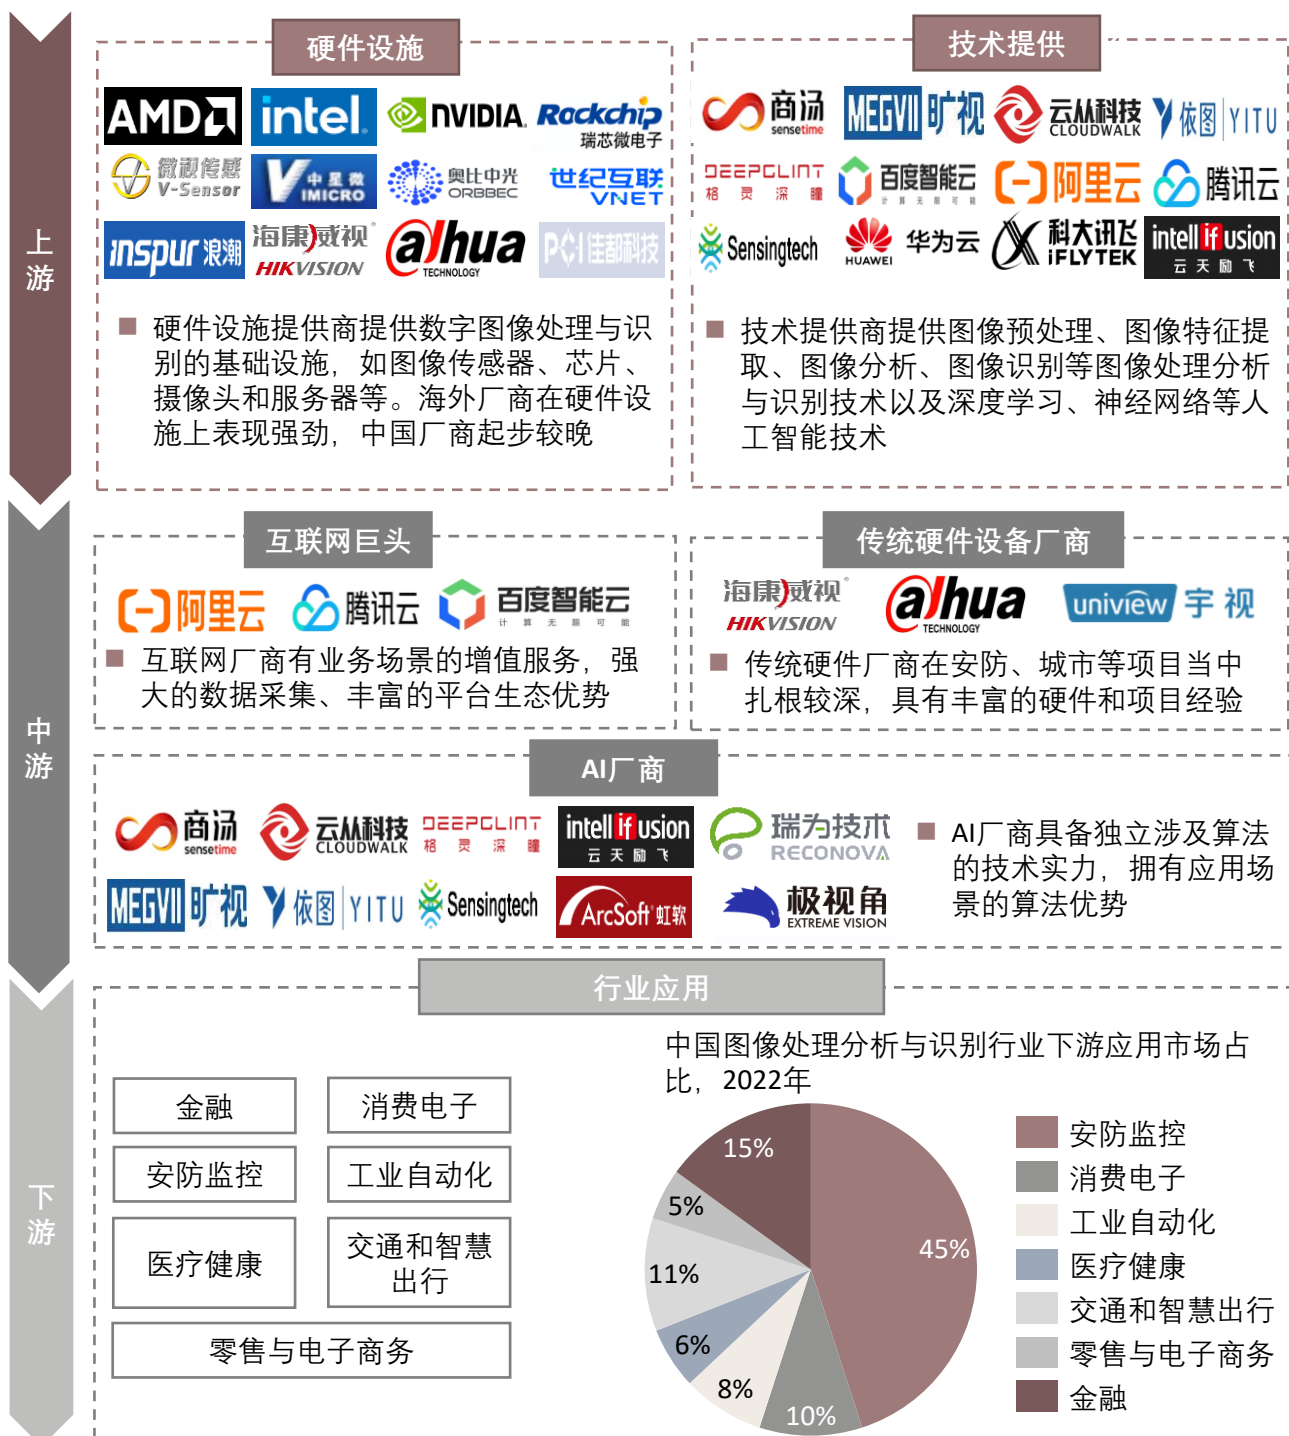 上游
硬件设施
AMD intel NVIDIA Rockchip 瑞芯微电子
微视传感 V-Sensor 中星微 VIMICRO 奥比中光 ORBBEC 世纪互联 VNET
inspur 浪潮 海康威视 HIKVISION alhua TECHNOLOGY PCI 佳都科技
■ 硬件设施提供商提供数字图像处理与识
别的基础设施，如图像传感器、芯片、
摄像头和服务器等。海外厂商在硬件设
施上表现强劲，中国厂商起步较晚
技术提供
商汤 sensetime MEGVII 旷视 云从科技 CLOUDWALK 依图 YITU
DEEPGLINT 格灵深瞳 百度智能云 计算无限可能 阿里云 腾讯云
Sensingtech HUAWEI 华为云 科大讯飞 iFLYTEK intellifusion 云天励飞
■ 技术提供商提供图像预处理、图像特征提
取、图像分析、图像识别等图像处理分析
与识别技术以及深度学习、神经网络等人
工智能技术
中游
互联网巨头
阿里云 腾讯云 百度智能云 计算无限可能
■ 互联网厂商有业务场景的增值服务，强
大的数据采集、丰富的平台生态优势
传统硬件设备厂商
海康威视 HIKVISION alhua TECHNOLOGY uniview 宇视
■ 传统硬件厂商在安防、城市等项目当中
扎根较深，具有丰富的硬件和项目经验
AI厂商
商汤 sensetime 云从科技 CLOUDWALK DEEPGLINT 格灵深瞳 intellifusion 云天励飞 瑞为技术 RECONOVA
MEGVII 旷视 依图 YITU Sensingtech ArcSoft 虹软 极视角 EXTREME VISION
■ AI厂商具备独立涉及算法
的技术实力，拥有应用场
景的算法优势
下游
行业应用
金融 消费电子
安防监控 工业自动化
医疗健康 交通和智慧
出行
零售与电子商务
中国图像处理分析与识别行业下游应用市场占
比，2022年
15%
5%
45%
11%
6%
8%
10%
安防监控
消费电子
工业自动化
医疗健康
交通和智慧出行
零售与电子商务
金融